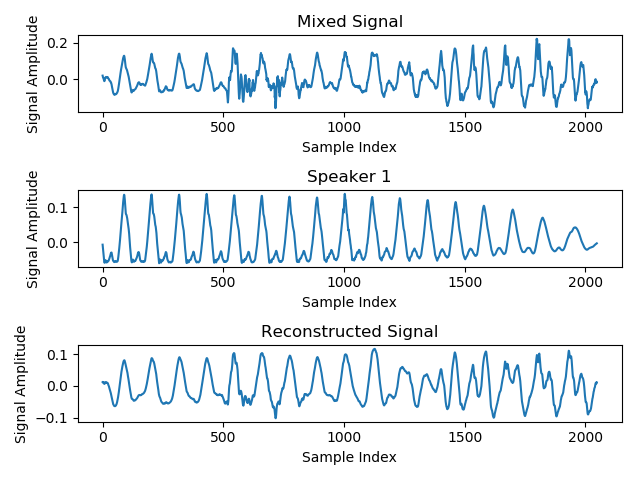 Mixed Signal
Signal Amplitude
0.2
0.0
0 500 1000 1500 2000
Sample Index
Speaker 1
Signal Amplitude
0.1
0.0
0 500 1000 1500 2000
Sample Index
Reconstructed Signal
Signal Amplitude
0.1
0.0
−0.1
0 500 1000 1500 2000
Sample Index